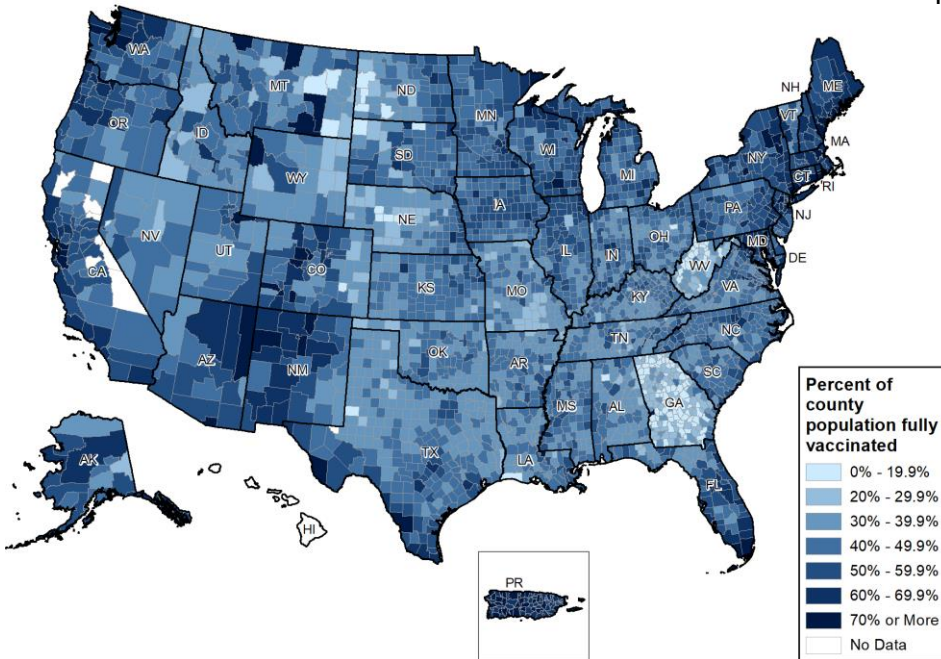 WA
MT
ND
MN
OR
ID
SD
WI
MI
WY
NE
IA
NH
ME
VT
NY
MA
CT
RI
PA
NJ
OH
MD
DE
IL
IN
WV
VA
NV
UT
CO
KS
MO
KY
CA
NC
TN
AZ
NM
OK
AR
SC
MS
AL
GA
TX
LA
FL
AK
HI
PR
Percent of
county
population fully
vaccinated
0% - 19.9%
20% - 29.9%
30% - 39.9%
40% - 49.9%
50% - 59.9%
60% - 69.9%
70% or More
No Data